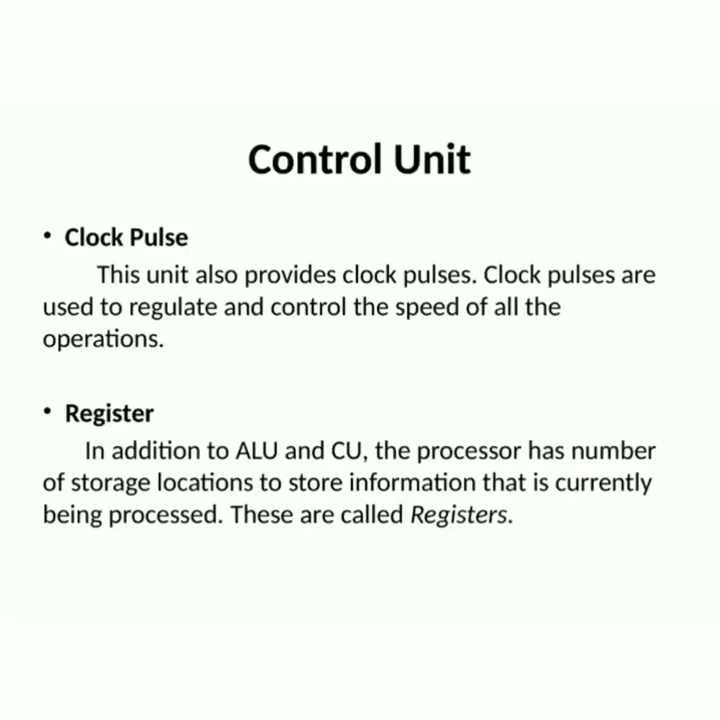 Control Unit
• Clock Pulse
This unit also provides clock pulses. Clock pulses are
used to regulate and control the speed of all the
operations.
• Register
In addition to ALU and CU, the processor has number
of storage locations to store information that is currently
being processed. These are called Registers.